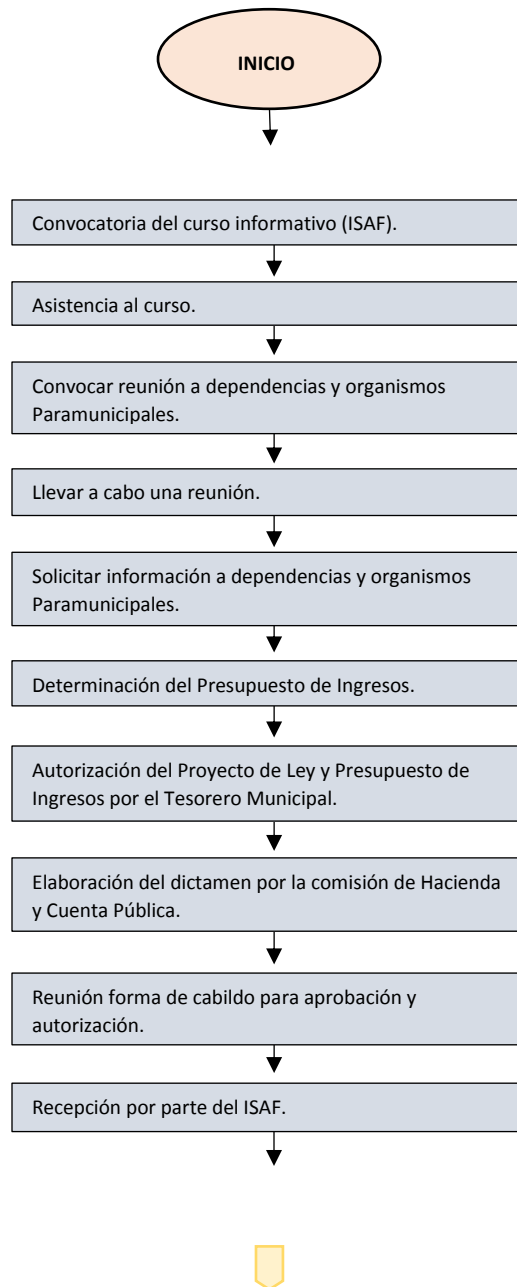 INICIO
Convocatoria del curso informativo (ISAF).
Asistencia al curso.
Convocar reunión a dependencias y organismos
Paramunicipales.
Llevar a cabo una reunión.
Solicitar información a dependencias y organismos
Paramunicipales.
Determinación del Presupuesto de Ingresos.
Autorización del Proyecto de Ley y Presupuesto de
Ingresos por el Tesorero Municipal.
Elaboración del dictamen por la comisión de Hacienda
y Cuenta Pública.
Reunión forma de cabildo para aprobación y
autorización.
Recepción por parte del ISAF.